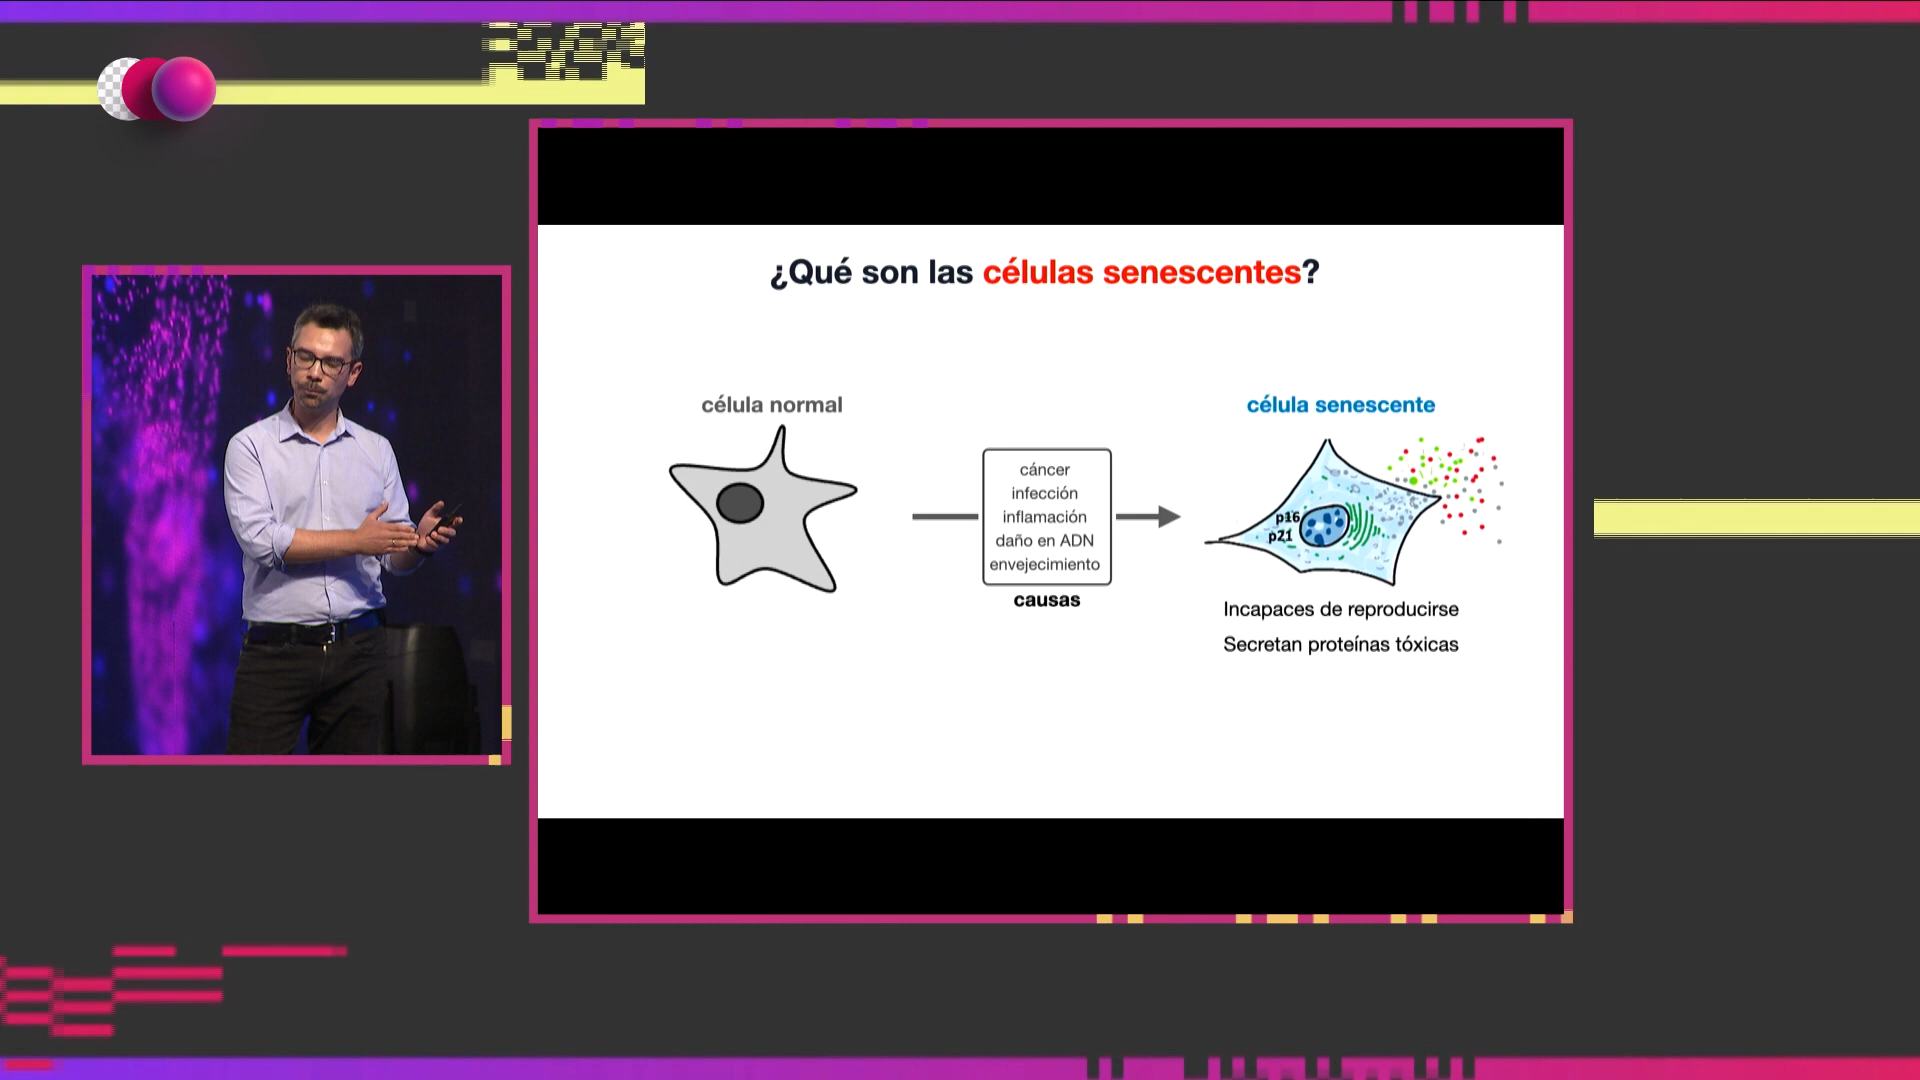 ¿Qué son las células senescentes?
célula normal
célula senescente
cáncer
infección
inflamación
daño en ADN
envejecimiento
causas
p16
p21
Incapaces de reproducirse
Secretan proteínas tóxicas